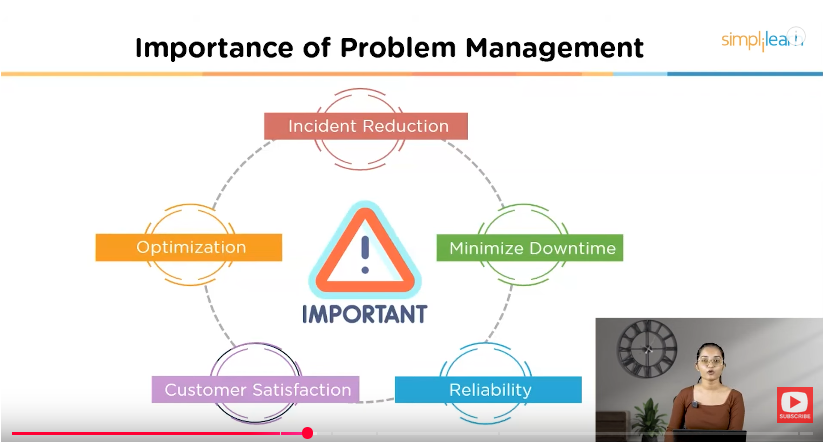 Importance of Problem Management
simplilearn
Incident Reduction
Optimization
Minimize Downtime
IMPORTANT
Customer Satisfaction
Reliability
SUBSCRIBE